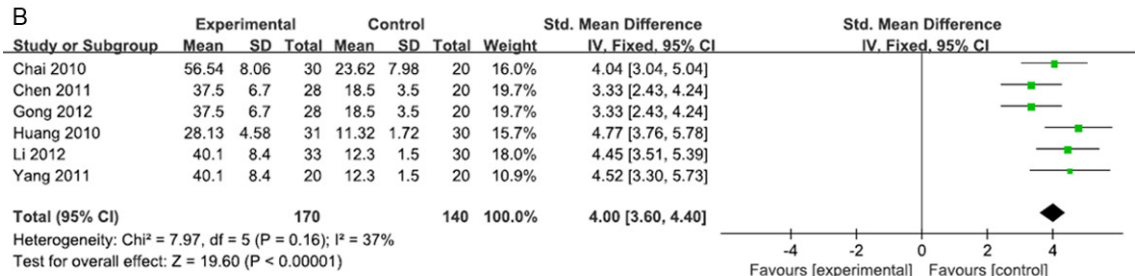 B
Experimental Control Std. Mean Difference Std. Mean Difference
Study or Subgroup Mean SD Total Mean SD Total Weight IV, Fixed, 95% CI IV, Fixed, 95% CI
Chai 2010 56.54 8.06 30 23.62 7.98 20 16.0% 4.04 [3.04, 5.04]
Chen 2011 37.5 6.7 28 18.5 3.5 20 19.7% 3.33 [2.43, 4.24]
Gong 2012 37.5 6.7 28 18.5 3.5 20 19.7% 3.33 [2.43, 4.24]
Huang 2010 28.13 4.58 31 11.32 1.72 30 15.7% 4.77 [3.76, 5.78]
Li 2012 40.1 8.4 33 12.3 1.5 30 18.0% 4.45 [3.51, 5.39]
Yang 2011 40.1 8.4 20 12.3 1.5 20 10.9% 4.52 [3.30, 5.73]
Total (95% CI) 170 140 100.0% 4.00 [3.60, 4.40]
Heterogeneity: Chi² = 7.97, df = 5 (P = 0.16); I² = 37%
Test for overall effect: Z = 19.60 (P < 0.00001)
-4 -2 0 2 4
Favours [experimental] Favours [control]